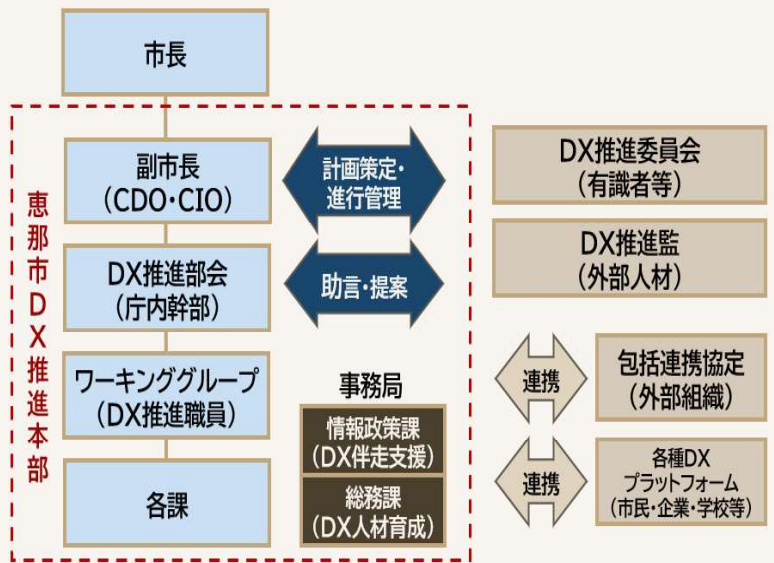 市長
恵那市DX推進本部
副市長
(CDO・CIO)
計画策定・
進行管理
DX推進委員会
(有識者等)
DX推進部会
(庁内幹部)
助言・提案
DX推進監
(外部人材)
ワーキンググループ
(DX推進職員)
事務局
情報政策課
(DX伴走支援)
総務課
(DX人材育成)
各課
連携
包括連携協定
(外部組織)
連携
各種DX
プラットフォーム
(市民・企業・学校等)